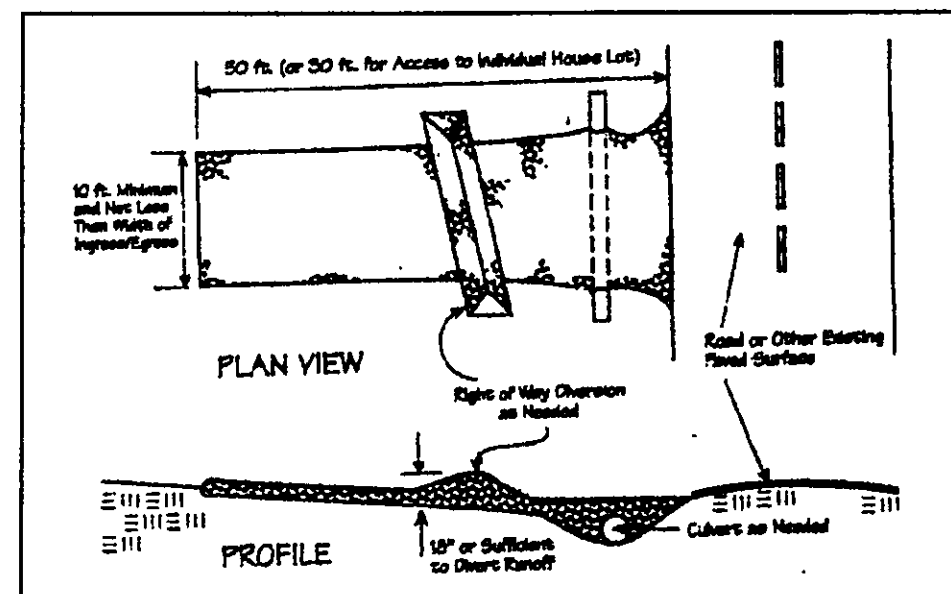 50 ft. (or 30 ft. for Access to Individual House Lot)
10 ft. Minimum
and Not Less
Than Width of
Ingress/Egress
PLAN VIEW
Road or Other Existing
Paved Surface
Right of Way Diversion
as Needed
18" or Sufficient
to Divert Runoff
Culvert as Needed
PROFILE